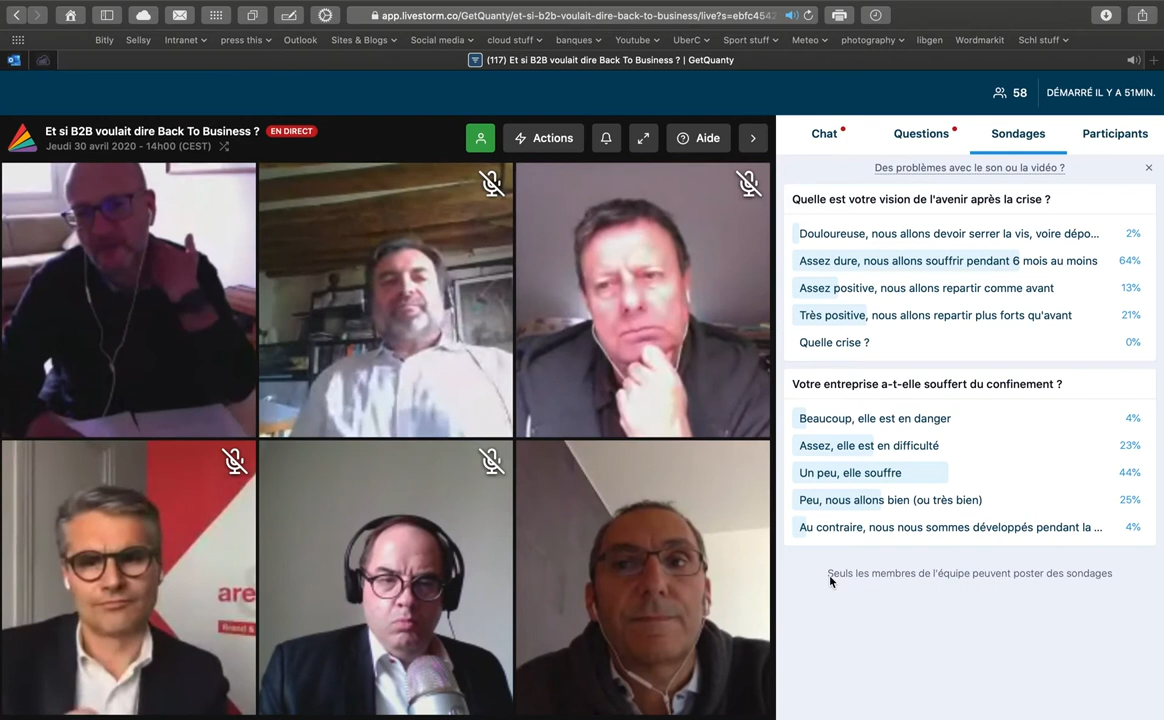 app.livestorm.co/GetQuanty/et-si-b2b-voulait-dire-back-to-business/live?s=ebfc4542
Bitly Sellsy Intranet press this Outlook Sites & Blogs Social media cloud stuff banques Youtube UberC Sport stuff Meteo photography libgen Wordmarkit Schl stuff
(117) Et si B2B voulait dire Back To Business ? | GetQuanty
58 DÉMARRÉ IL Y A 51MIN.
Et si B2B voulait dire Back To Business ? EN DIRECT
Jeudi 30 avril 2020 - 14h00 (CEST)
Actions Aide
Chat Questions Sondages Participants
Des problèmes avec le son ou la vidéo ?
Quelle est votre vision de l'avenir après la crise ?
Douloureuse, nous allons devoir serrer la vis, voire dépo... 2%
Assez dure, nous allons souffrir pendant 6 mois au moins 64%
Assez positive, nous allons repartir comme avant 13%
Très positive, nous allons repartir plus forts qu'avant 21%
Quelle crise ? 0%
Votre entreprise a-t-elle souffert du confinement ?
Beaucoup, elle est en danger 4%
Assez, elle est en difficulté 23%
Un peu, elle souffre 44%
Peu, nous allons bien (ou très bien) 25%
Au contraire, nous nous sommes développés pendant la ... 4%
Seuls les membres de l'équipe peuvent poster des sondages
are
Brand &